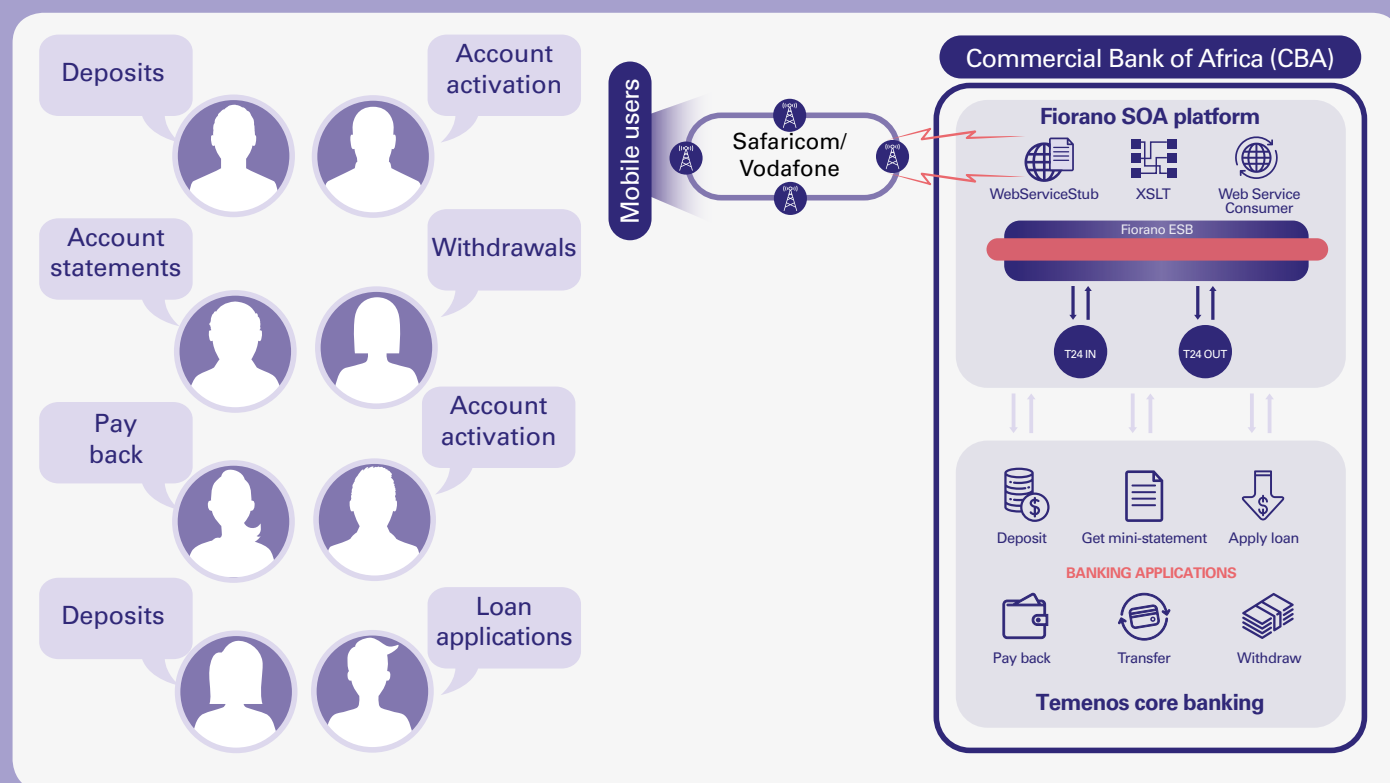 Deposits
Account
activation
Account
statements
Withdrawals
Pay
back
Account
activation
Deposits
Loan
applications
Mobile users
Safaricom/
Vodafone
Commercial Bank of Africa (CBA)
Fiorano SOA platform
WebServiceStub
XSLT
Web Service
Consumer
Fiorano ESB
T24 IN
T24 OUT
Deposit
Get mini-statement
Apply loan
BANKING APPLICATIONS
Pay back
Transfer
Withdraw
Temenos core banking